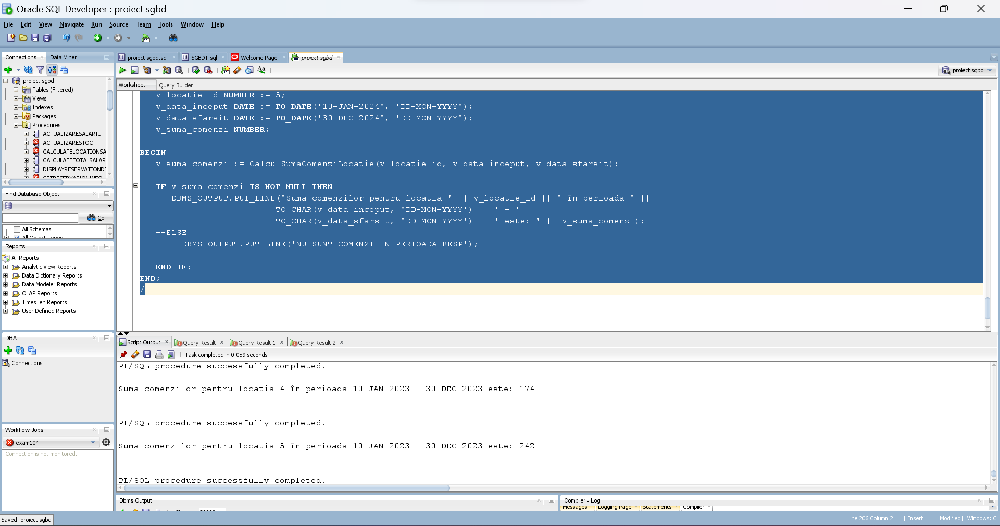 Oracle SQL Developer : proiect sgbd
File Edit View Navigate Run Source Team Tools Window Help
Connections
Data Miner
proiect sgbd
Tables (Filtered)
Views
Indexes
Packages
Procedures
ACTUALIZARESALARIU
ACTUALIZARESTOC
CALCULATELOCATIONSA
CALCULATETOTALSALAR
DISPLAYRESERVATIONDE
GETRESERVATIONINFO
Find Database Object
Go
All Schemas
All Object Types
Reports
All Reports
Analytic View Reports
Data Dictionary Reports
Data Modeler Reports
OLAP Reports
TimesTen Reports
User Defined Reports
DBA
Connections
Workflow Jobs
exam104
Connection is not monitored.
proiect sgbd.sql SGBD1.sql Welcome Page proiect sgbd
SQL
Aa
proiect sgbd
Worksheet Query Builder
v_locatie_id NUMBER := 5;
v_data_inceput DATE := TO_DATE('10-JAN-2024', 'DD-MON-YYYY');
v_data_sfarsit DATE := TO_DATE('30-DEC-2024', 'DD-MON-YYYY');
v_suma_comenzi NUMBER;
BEGIN
v_suma_comenzi := CalculSumaComenziLocatie(v_locatie_id, v_data_inceput, v_data_sfarsit);
IF v_suma_comenzi IS NOT NULL THEN
DBMS_OUTPUT.PUT_LINE('Suma comenzilor pentru locatia ' || v_locatie_id || ' în perioada ' ||
TO_CHAR(v_data_inceput, 'DD-MON-YYYY') || ' - ' ||
TO_CHAR(v_data_sfarsit, 'DD-MON-YYYY') || ' este: ' || v_suma_comenzi);
--ELSE
-- DBMS_OUTPUT.PUT_LINE('NU SUNT COMENZI IN PERIOADA RESP');
END IF;
END;
/
Script Output Query Result Query Result 1 Query Result 2
Task completed in 0.059 seconds
PL/SQL procedure successfully completed.
Suma comenzilor pentru locatia 4 în perioada 10-JAN-2023 - 30-DEC-2023 este: 174
PL/SQL procedure successfully completed.
Suma comenzilor pentru locatia 5 în perioada 10-JAN-2023 - 30-DEC-2023 este: 242
PL/SQL procedure successfully completed.
Dbms Output
Compiler - Log
Messages Logging Page Statements Compiler
Saved: proiect sgbd
Line 206 Column 2 | Insert | Modified | Windows: Cl